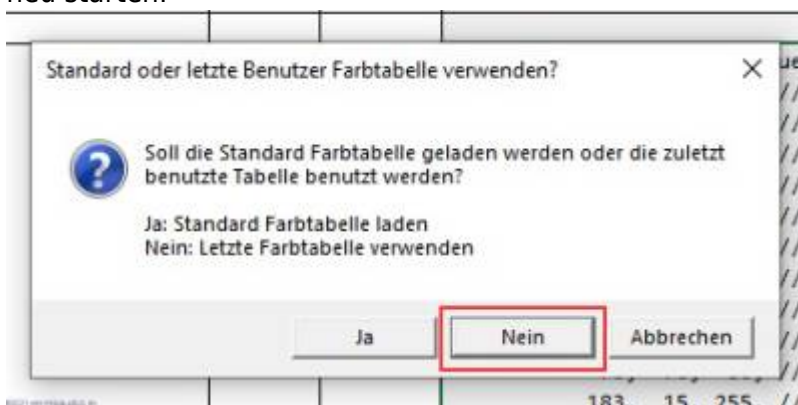 neu starten.
Standard oder letzte Benutzer Farbtabelle verwenden?
Soll die Standard Farbtabelle geladen werden oder die zuletzt
benutzte Tabelle benutzt werden?
Ja: Standard Farbtabelle laden
Nein: Letzte Farbtabelle verwenden
Ja Nein Abbrechen
183, 15, 255, //